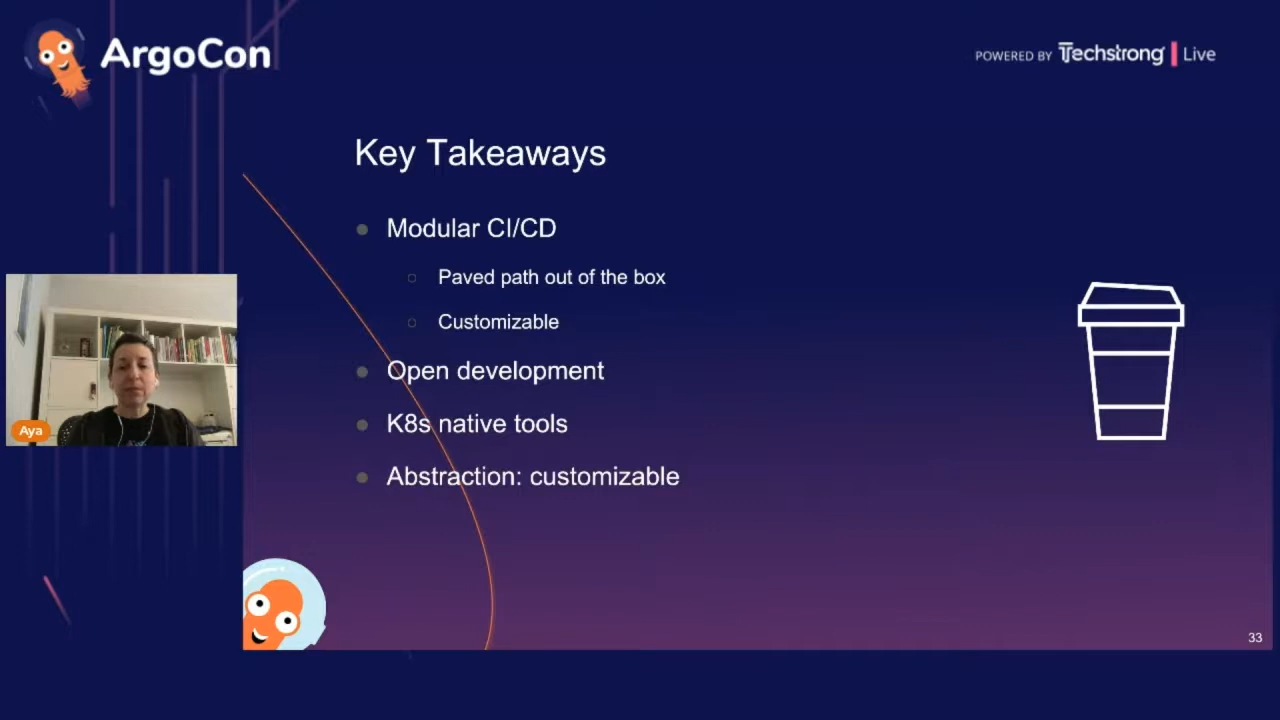 ArgoCon
POWERED BY Techstrong | Live
Key Takeaways
Modular CI/CD
Paved path out of the box
Customizable
Open development
K8s native tools
Abstraction: customizable
Aya
33